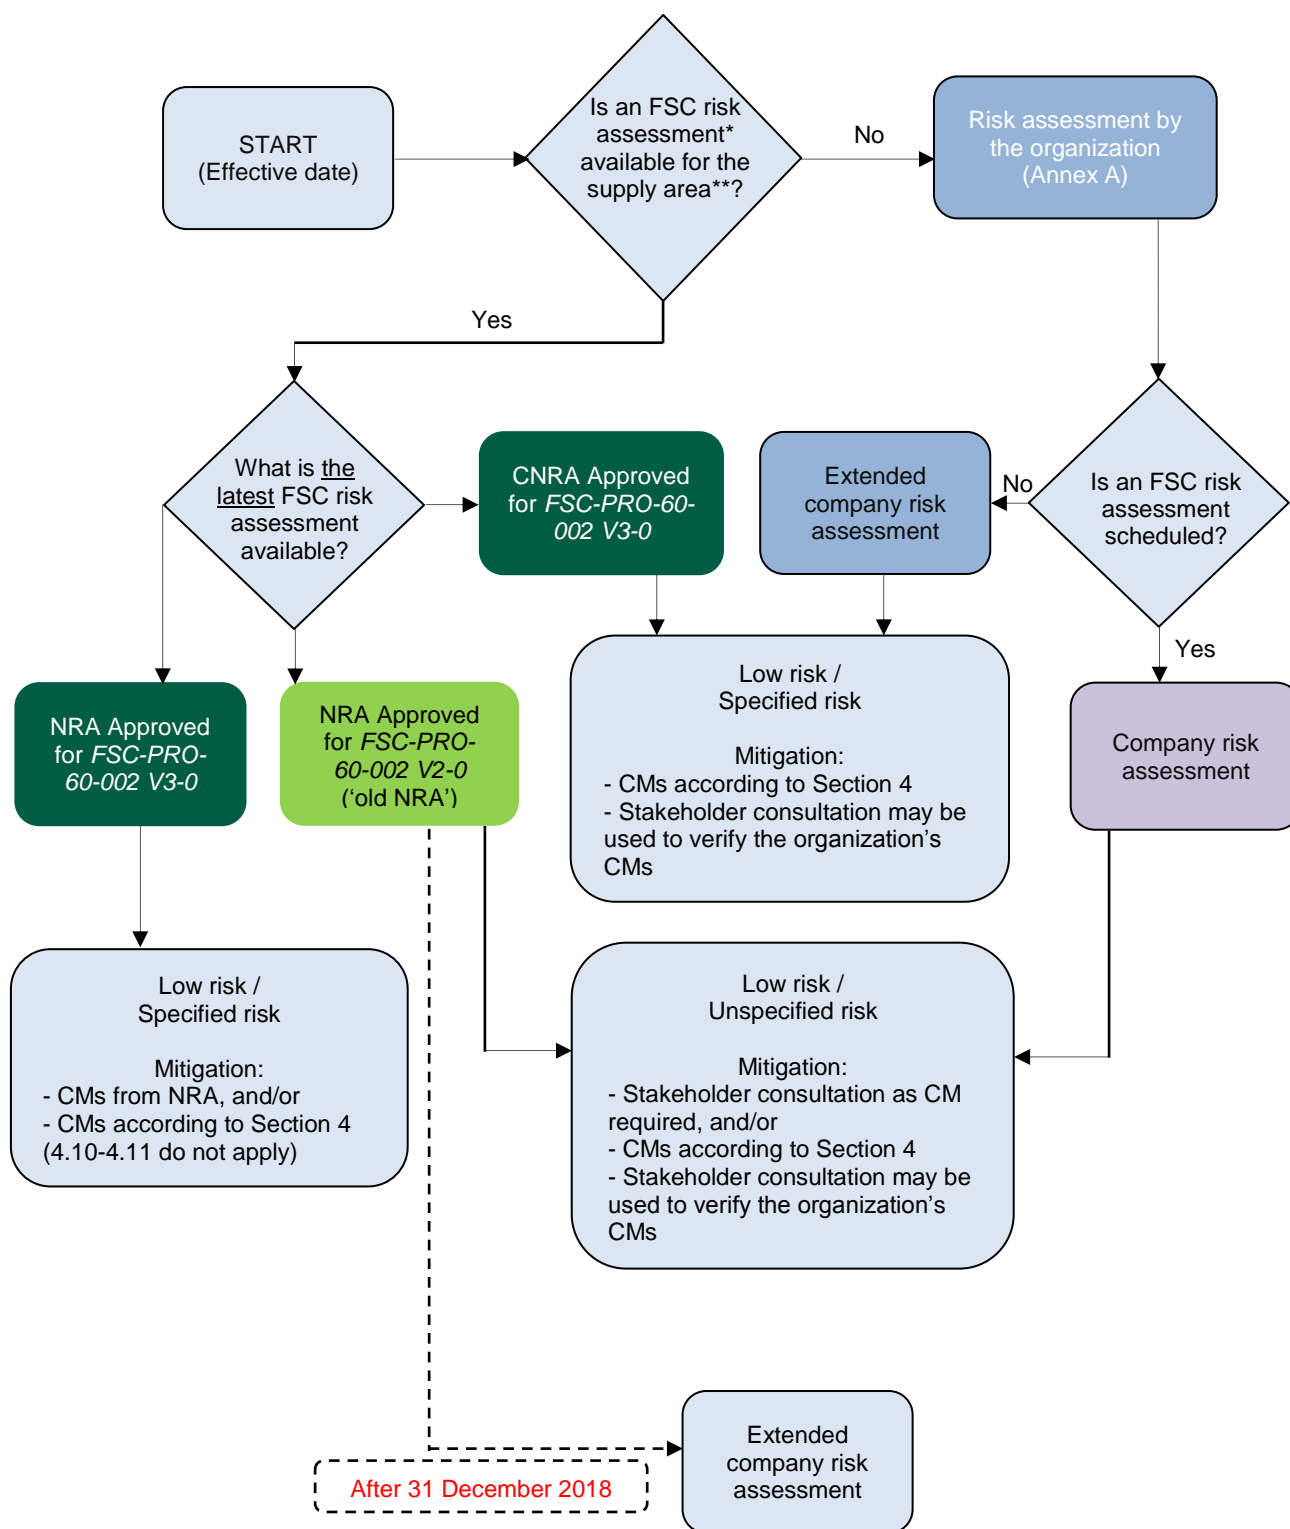 START
(Effective date)
Is an FSC risk
assessment*
available for the
supply area**?
No
Risk assessment by
the organization
(Annex A)
Yes
What is the
latest FSC risk
assessment
available?
CNRA Approved
for FSC-PRO-60-
002 V3-0
Extended
company risk
assessment
No
Is an FSC risk
assessment
scheduled?
Yes
NRA Approved
for FSC-PRO-
60-002 V3-0
NRA Approved
for FSC-PRO-
60-002 V2-0
(‘old NRA’)
Low risk /
Specified risk
Mitigation:
- CMs according to Section 4
- Stakeholder consultation may be
used to verify the organization’s
CMs
Company risk
assessment
Low risk /
Specified risk
Mitigation:
- CMs from NRA, and/or
- CMs according to Section 4
(4.10-4.11 do not apply)
Low risk /
Unspecified risk
Mitigation:
- Stakeholder consultation as CM
required, and/or
- CMs according to Section 4
- Stakeholder consultation may be
used to verify the organization’s
CMs
After 31 December 2018
Extended
company risk
assessment